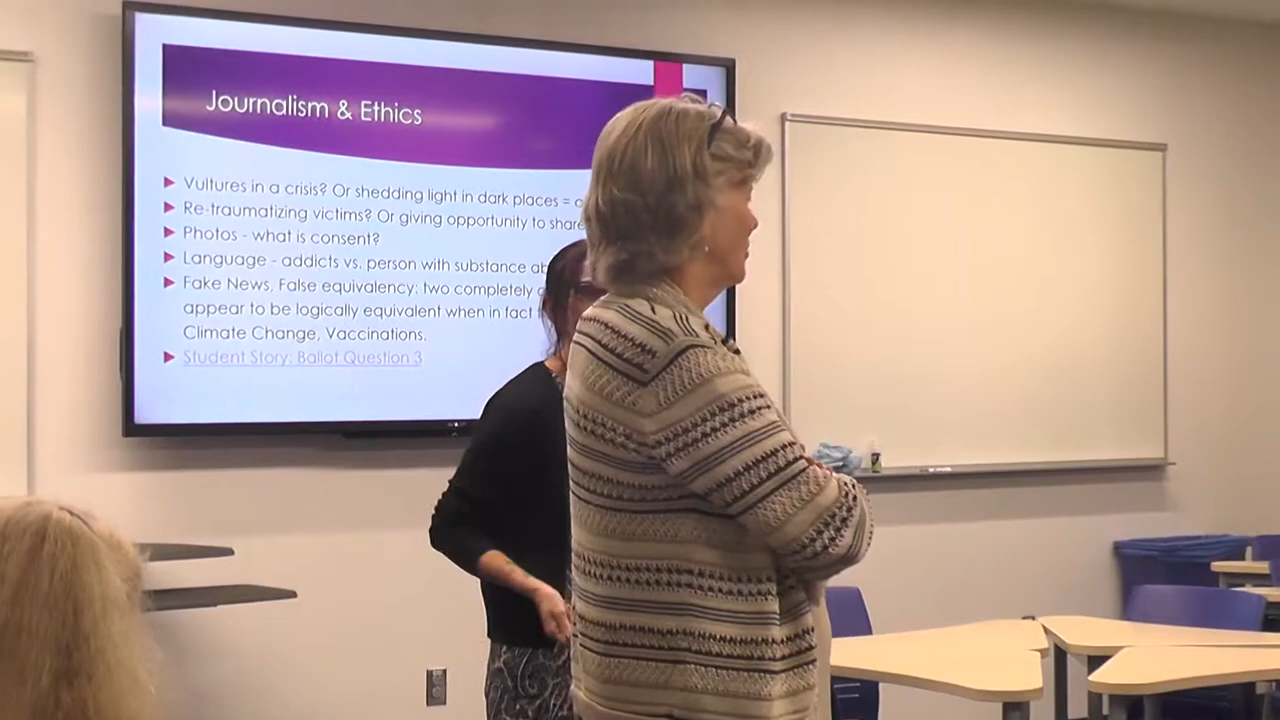 Journalism & Ethics
Vultures in a crisis? Or shedding light in dark places =
Re-traumatizing victims? Or giving opportunity to share
Photos - what is consent?
Language - addicts vs. person with substance
Fake News, False equivalency: two completely
appear to be logically equivalent when in fact
Climate Change, Vaccinations.
Student Story: Ballot Question 3